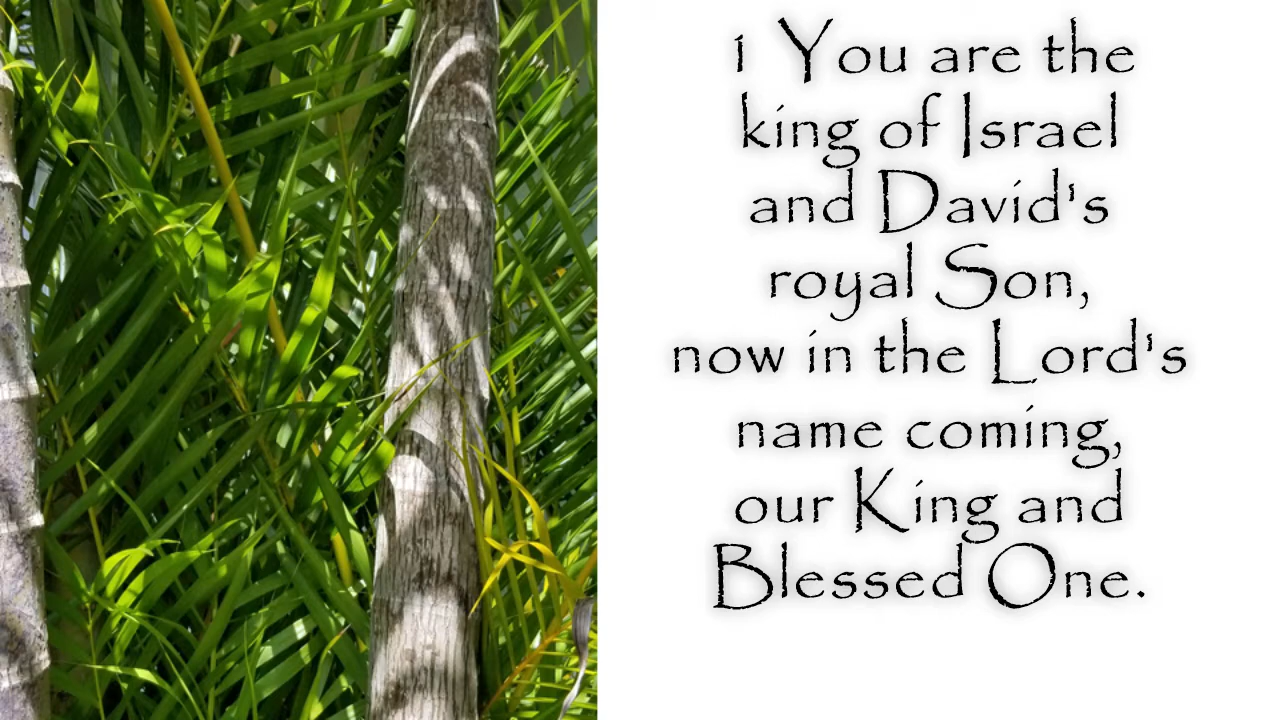 1 You are the
king of Israel
and David's
royal Son,
now in the Lord's
name coming,
our King and
Blessed One.